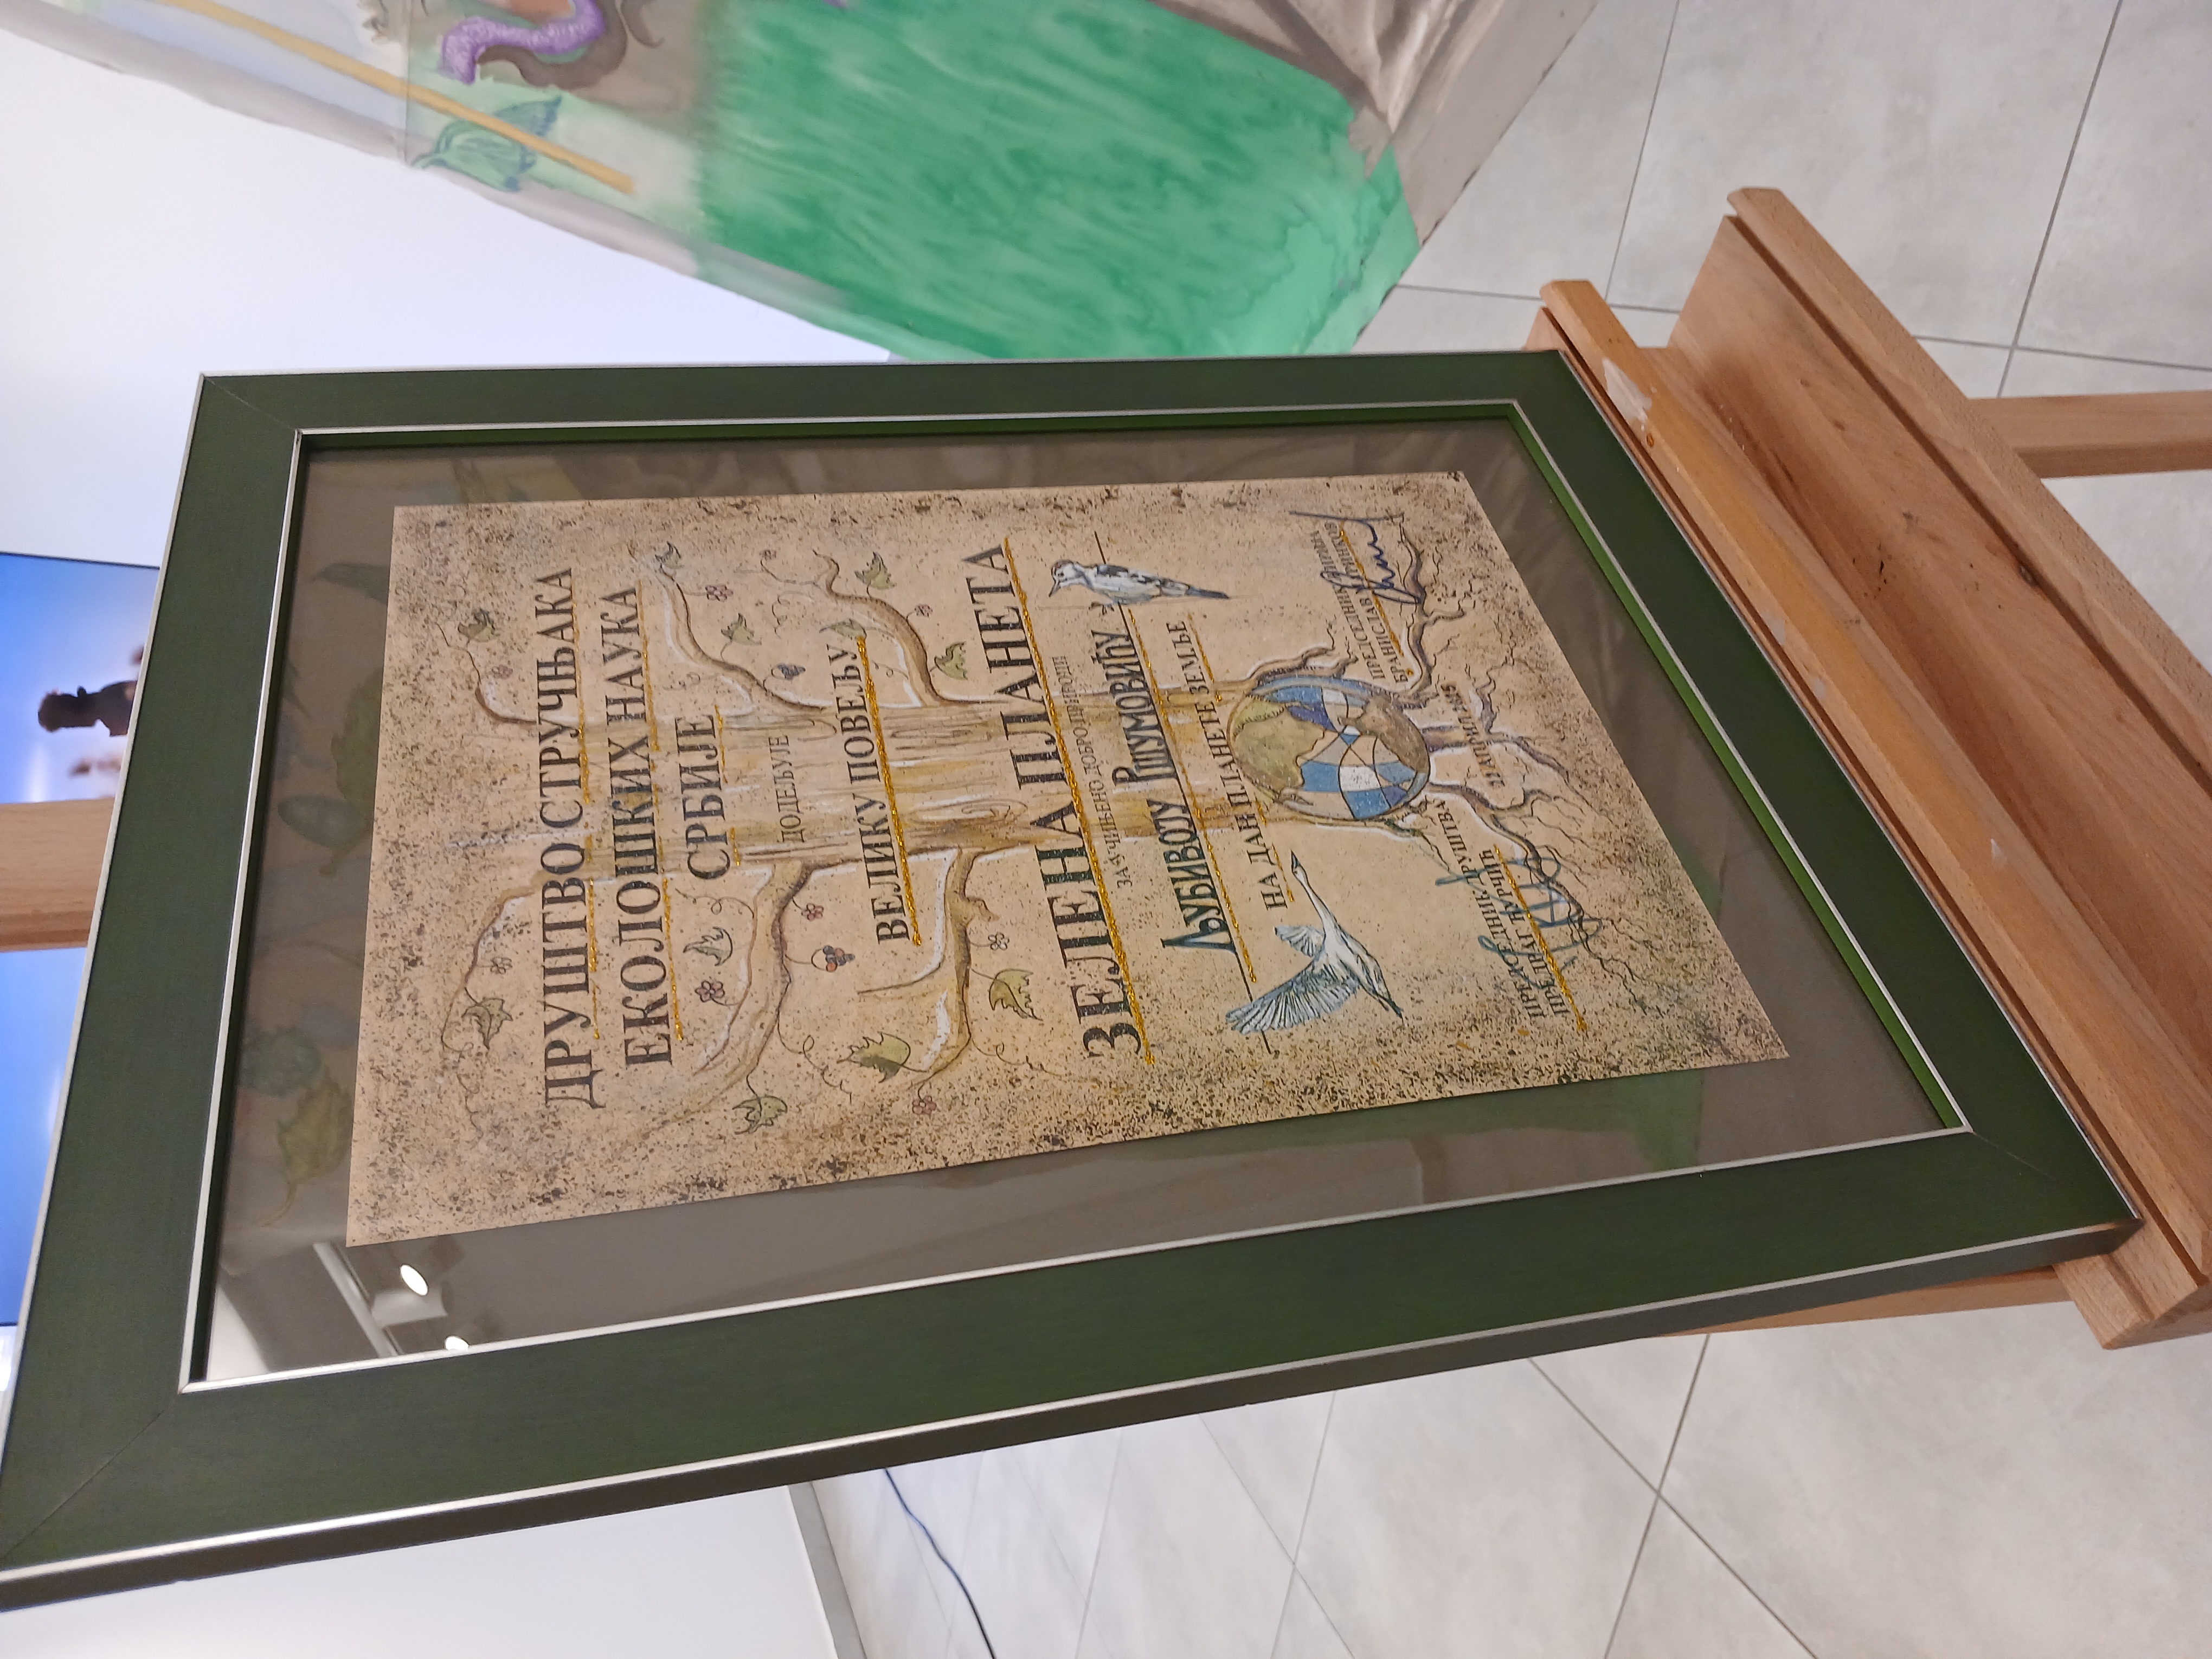 ДРУШТВО СТРУЧЊАКА
ЕКОЛОШКИХ НАУКА
СРБИЈЕ
ДОДЕЉУЈЕ
ВЕЛИКУ ПОВЕЉУ
ЗЕЛЕНА ПЛАНЕТА
ЗА УЧИЊЕНО ДОБРО ПРИРОДИ
ЉУБИВОЈУ РШУМОВИЋУ
НА ДАН ПЛАНЕТЕ ЗЕМЉЕ
ПРЕДСЕДНИК ДРУШТВА
ПРЕДРАГ
ПРЕДСЕДНИК
БРАНИСЛАВ